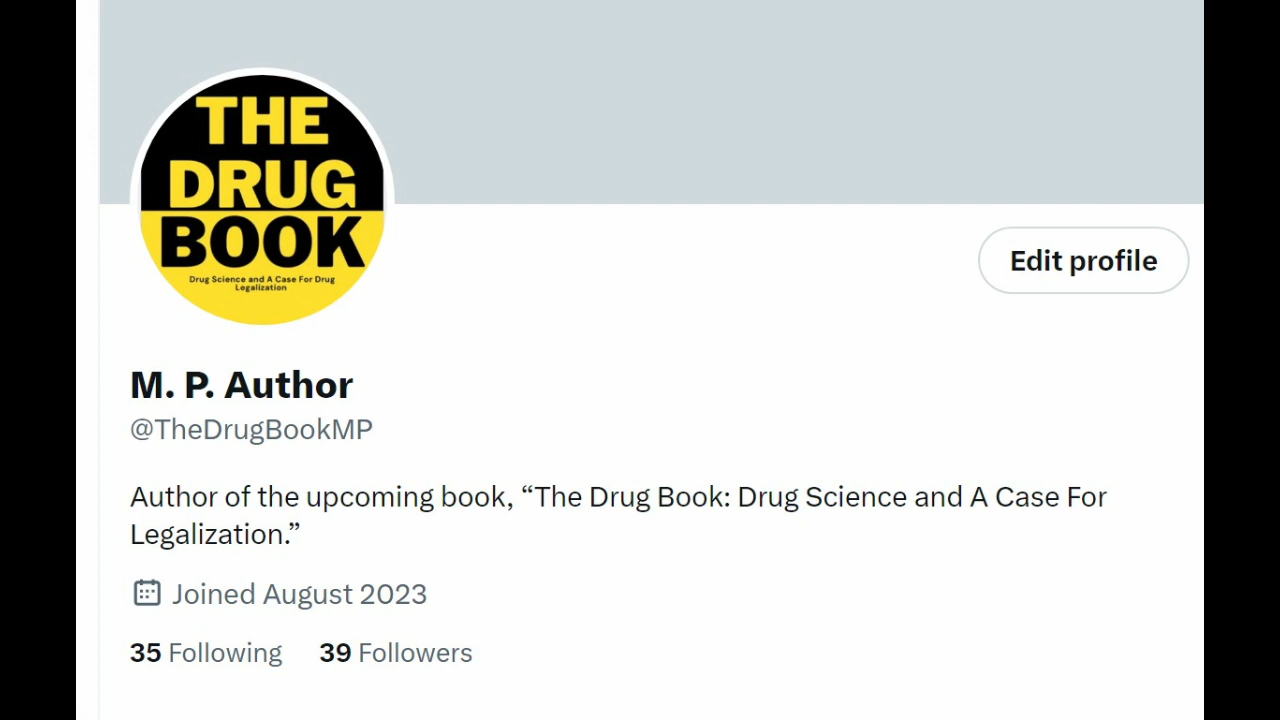 THE
DRUG
BOOK
Drug Science and A Case For Drug
Legalization
Edit profile
M. P. Author
@TheDrugBookMP
Author of the upcoming book, “The Drug Book: Drug Science and A Case For
Legalization.”
Joined August 2023
35 Following 39 Followers